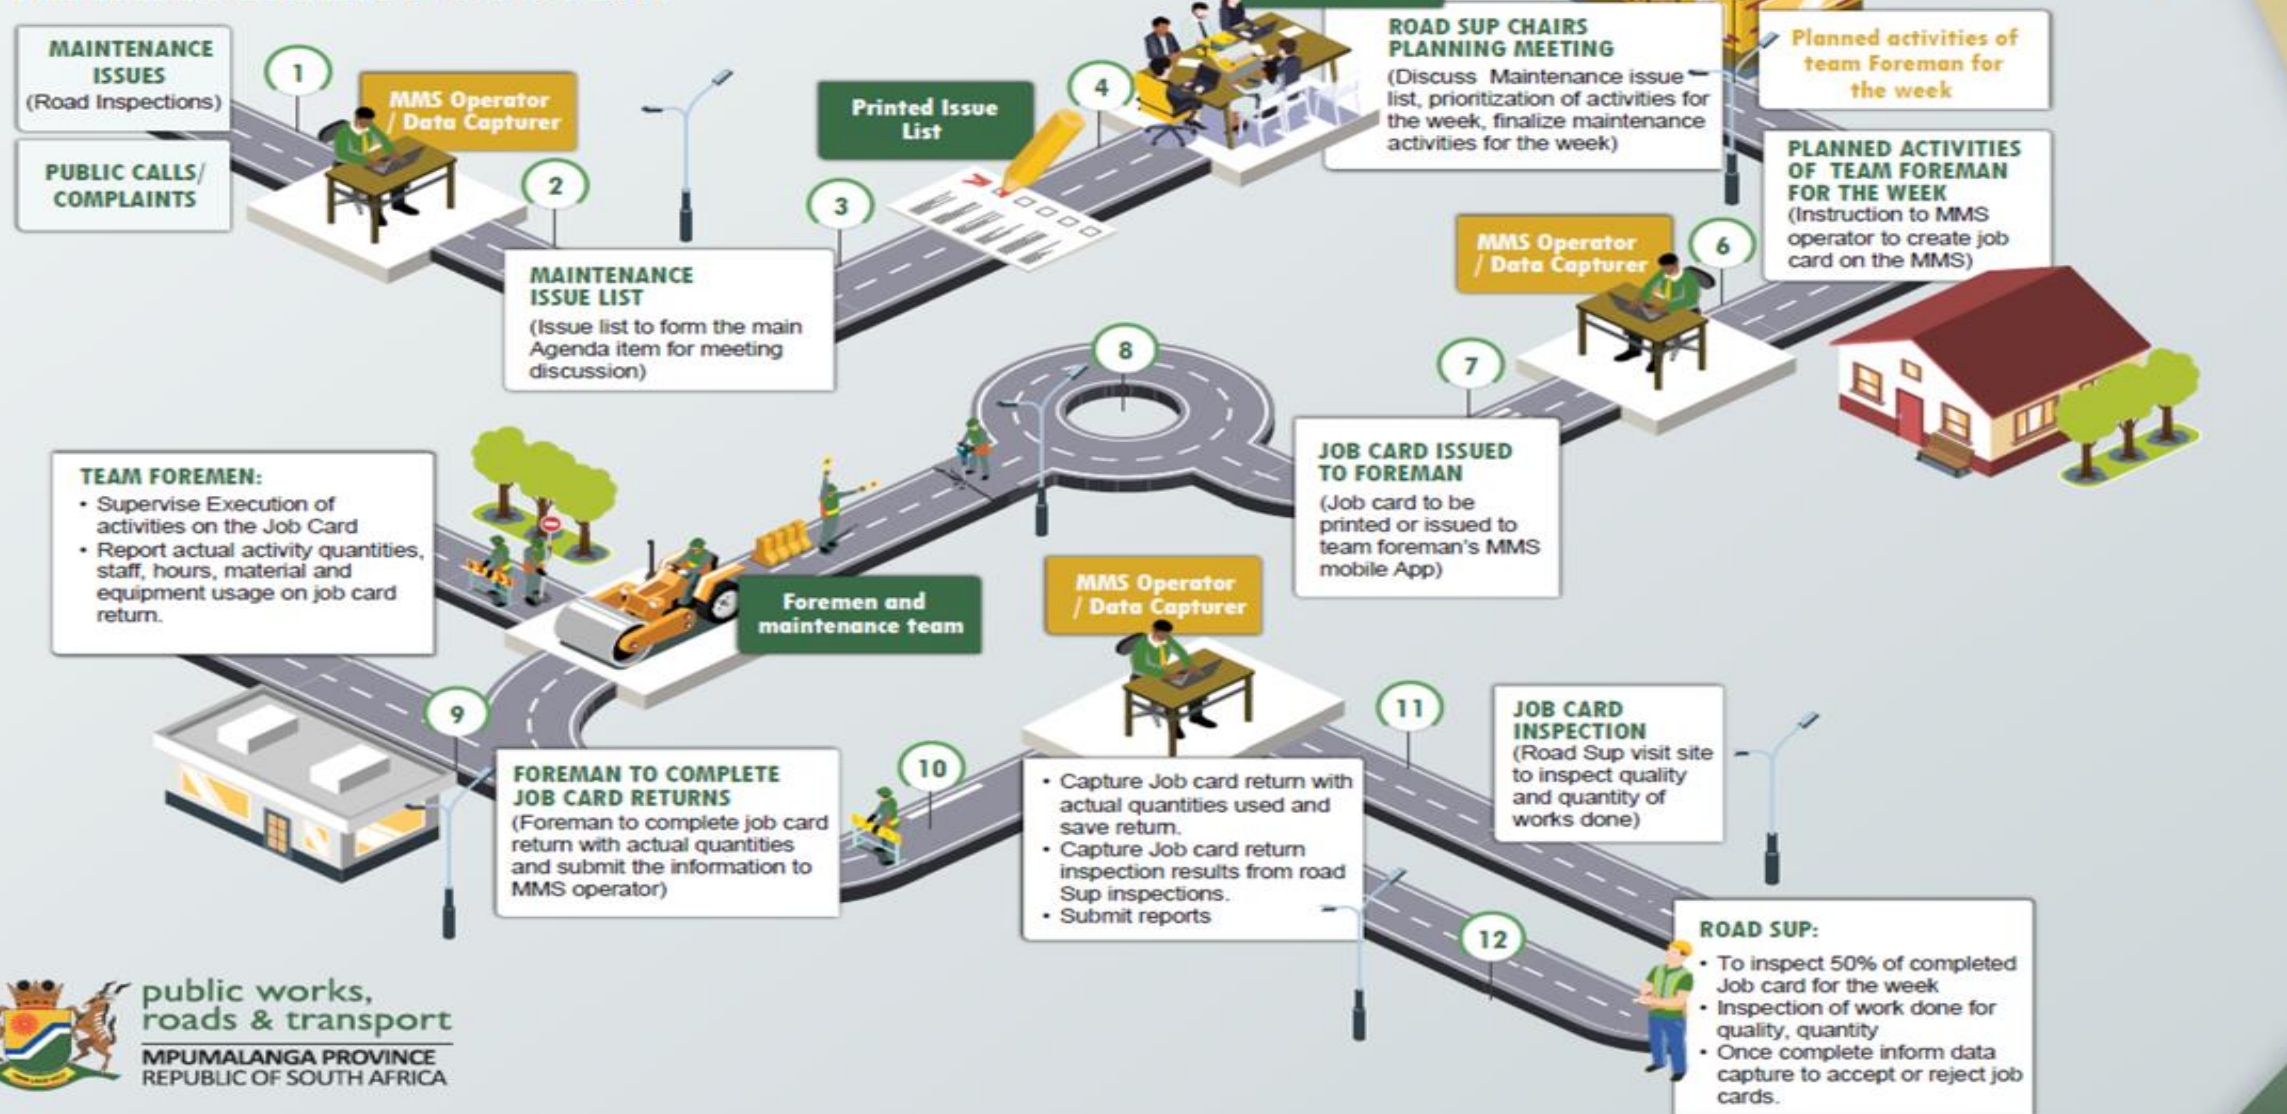 MAINTENANCE
ISSUES
(Road Inspections)
PUBLIC CALLS/
COMPLAINTS
1
MMS Operator
/ Data Capturer
2
MAINTENANCE
ISSUE LIST
(Issue list to form the main
Agenda item for meeting
discussion)
3
Printed Issue
List
4
ROAD SUP CHAIRS
PLANNING MEETING
(Discuss Maintenance issue
list, prioritization of activities for
the week, finalize maintenance
activities for the week)
Planned activities of
team Foreman for
the week
PLANNED ACTIVITIES
OF TEAM FOREMAN
FOR THE WEEK
(Instruction to MMS
operator to create job
card on the MMS)
6
MMS Operator
/ Data Capturer
7
JOB CARD ISSUED
TO FOREMAN
(Job card to be
printed or issued to
team foreman's MMS
mobile App)
8
Foremen and
maintenance team
TEAM FOREMEN:
• Supervise Execution of
activities on the Job Card
• Report actual activity quantities,
staff, hours, material and
equipment usage on job card
return.
9
FOREMAN TO COMPLETE
JOB CARD RETURNS
(Foreman to complete job card
return with actual quantities
and submit the information to
MMS operator)
10
MMS Operator
/ Data Capturer
• Capture Job card return with
actual quantities used and
save return.
• Capture Job card return
inspection results from road
Sup inspections.
• Submit reports
11
JOB CARD
INSPECTION
(Road Sup visit site
to inspect quality
and quantity of
works done)
12
ROAD SUP:
• To inspect 50% of completed
Job card for the week
• Inspection of work done for
quality, quantity
• Once complete inform data
capture to accept or reject job
cards.
public works,
roads & transport
MPUMALANGA PROVINCE
REPUBLIC OF SOUTH AFRICA